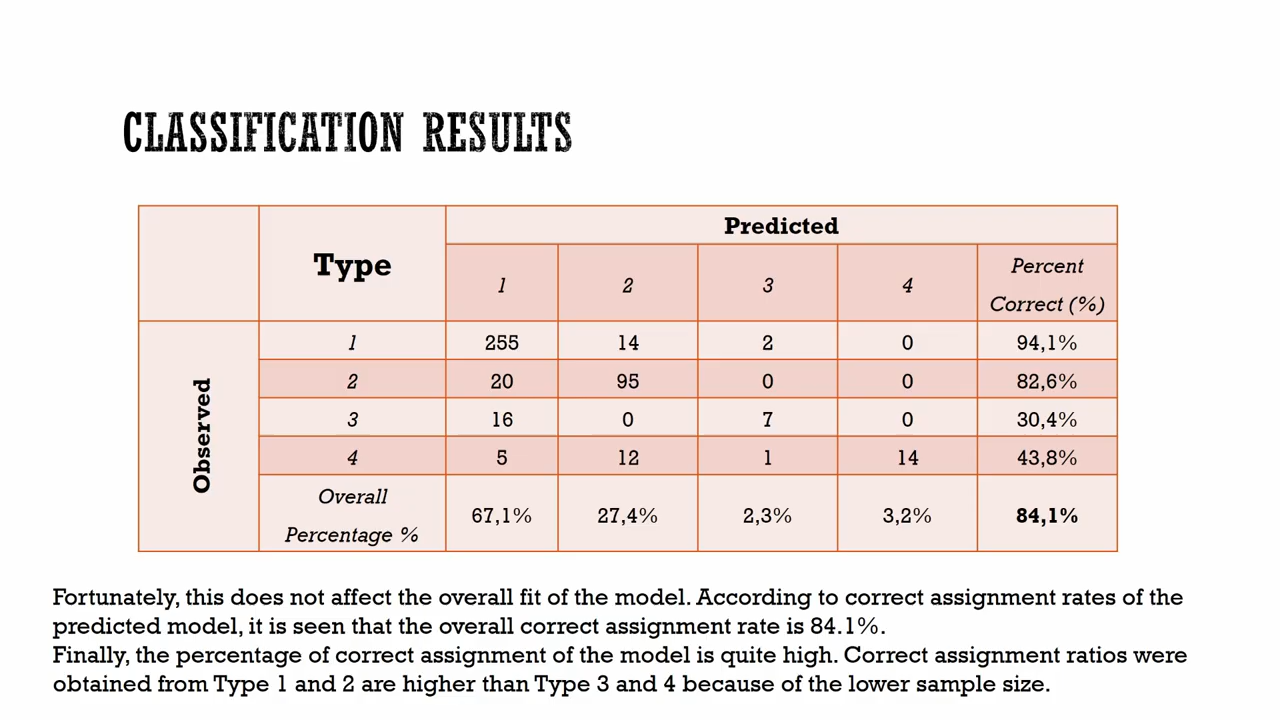 CLASSIFICATION RESULTS
Type
Predicted
1 2 3 4 Percent Correct (%)
Observed
1 255 14 2 0 94,1%
2 20 95 0 0 82,6%
3 16 0 7 0 30,4%
4 5 12 1 14 43,8%
Overall Percentage % 67,1% 27,4% 2,3% 3,2% 84,1%
Fortunately, this does not affect the overall fit of the model. According to correct assignment rates of the
predicted model, it is seen that the overall correct assignment rate is 84.1%.
Finally, the percentage of correct assignment of the model is quite high. Correct assignment ratios were
obtained from Type 1 and 2 are higher than Type 3 and 4 because of the lower sample size.